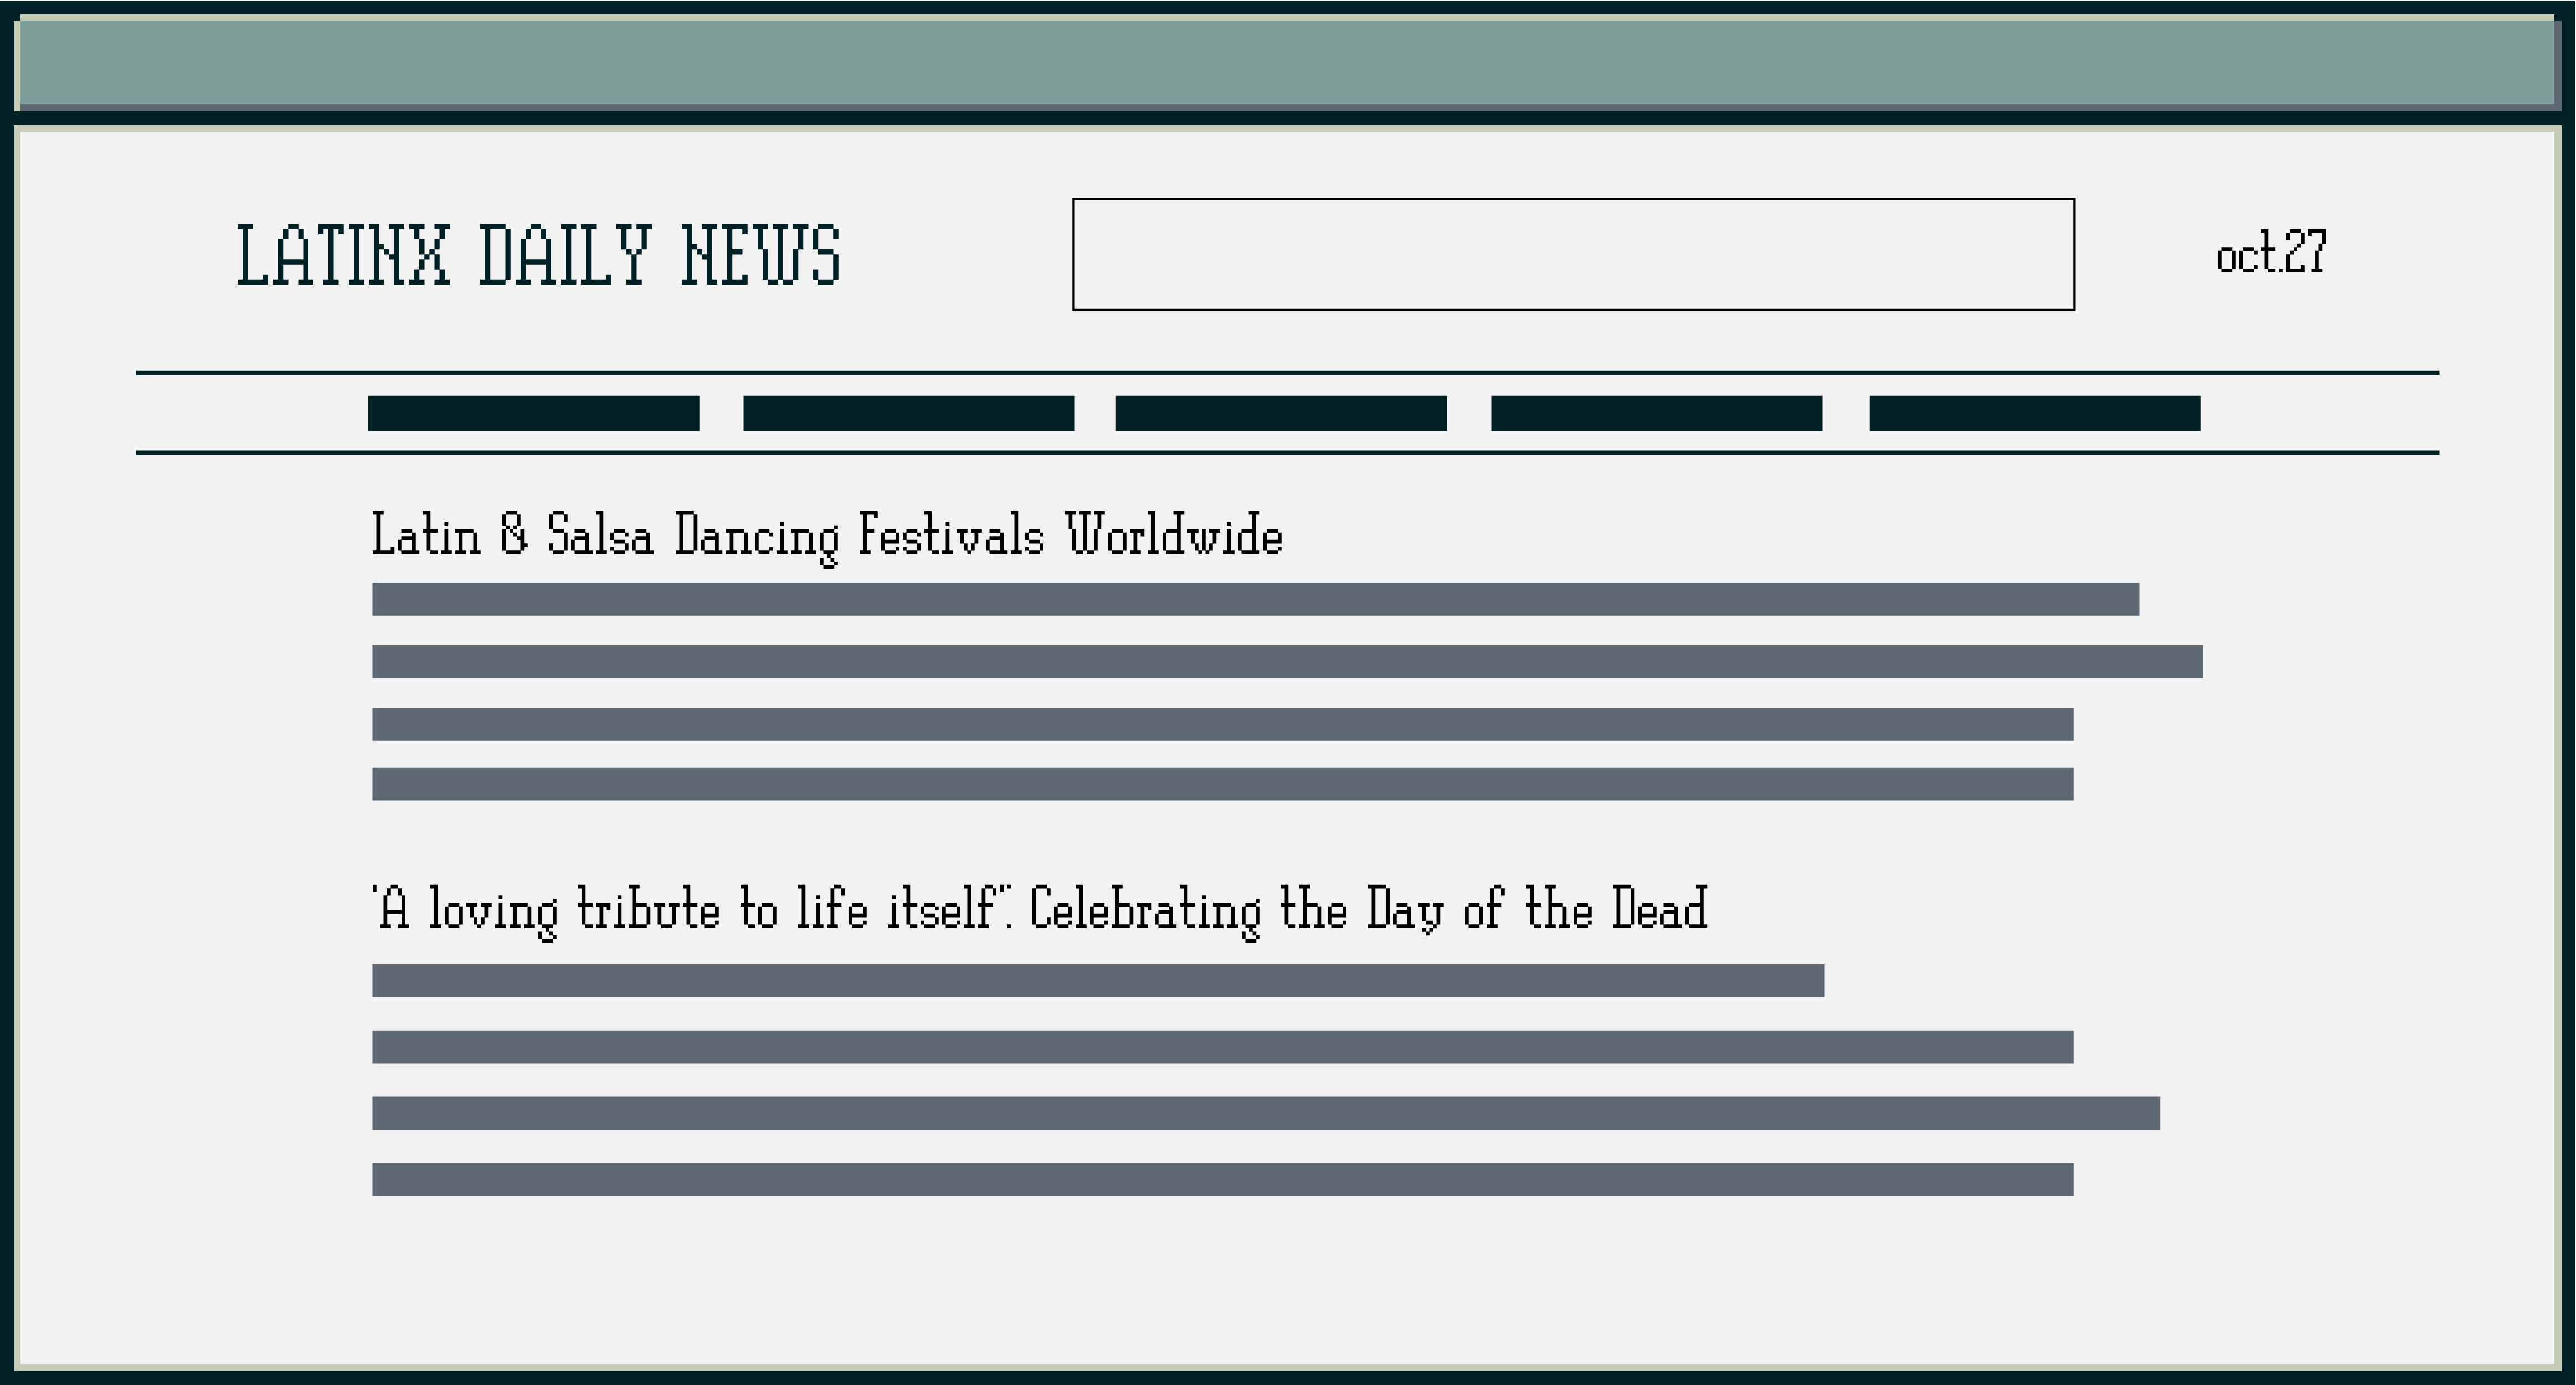 LATINX DAILY NEWS
oct.27
Latin & Salsa Dancing Festivals Worldwide
"A loving tribute to life itself": Celebrating the Day of the Dead